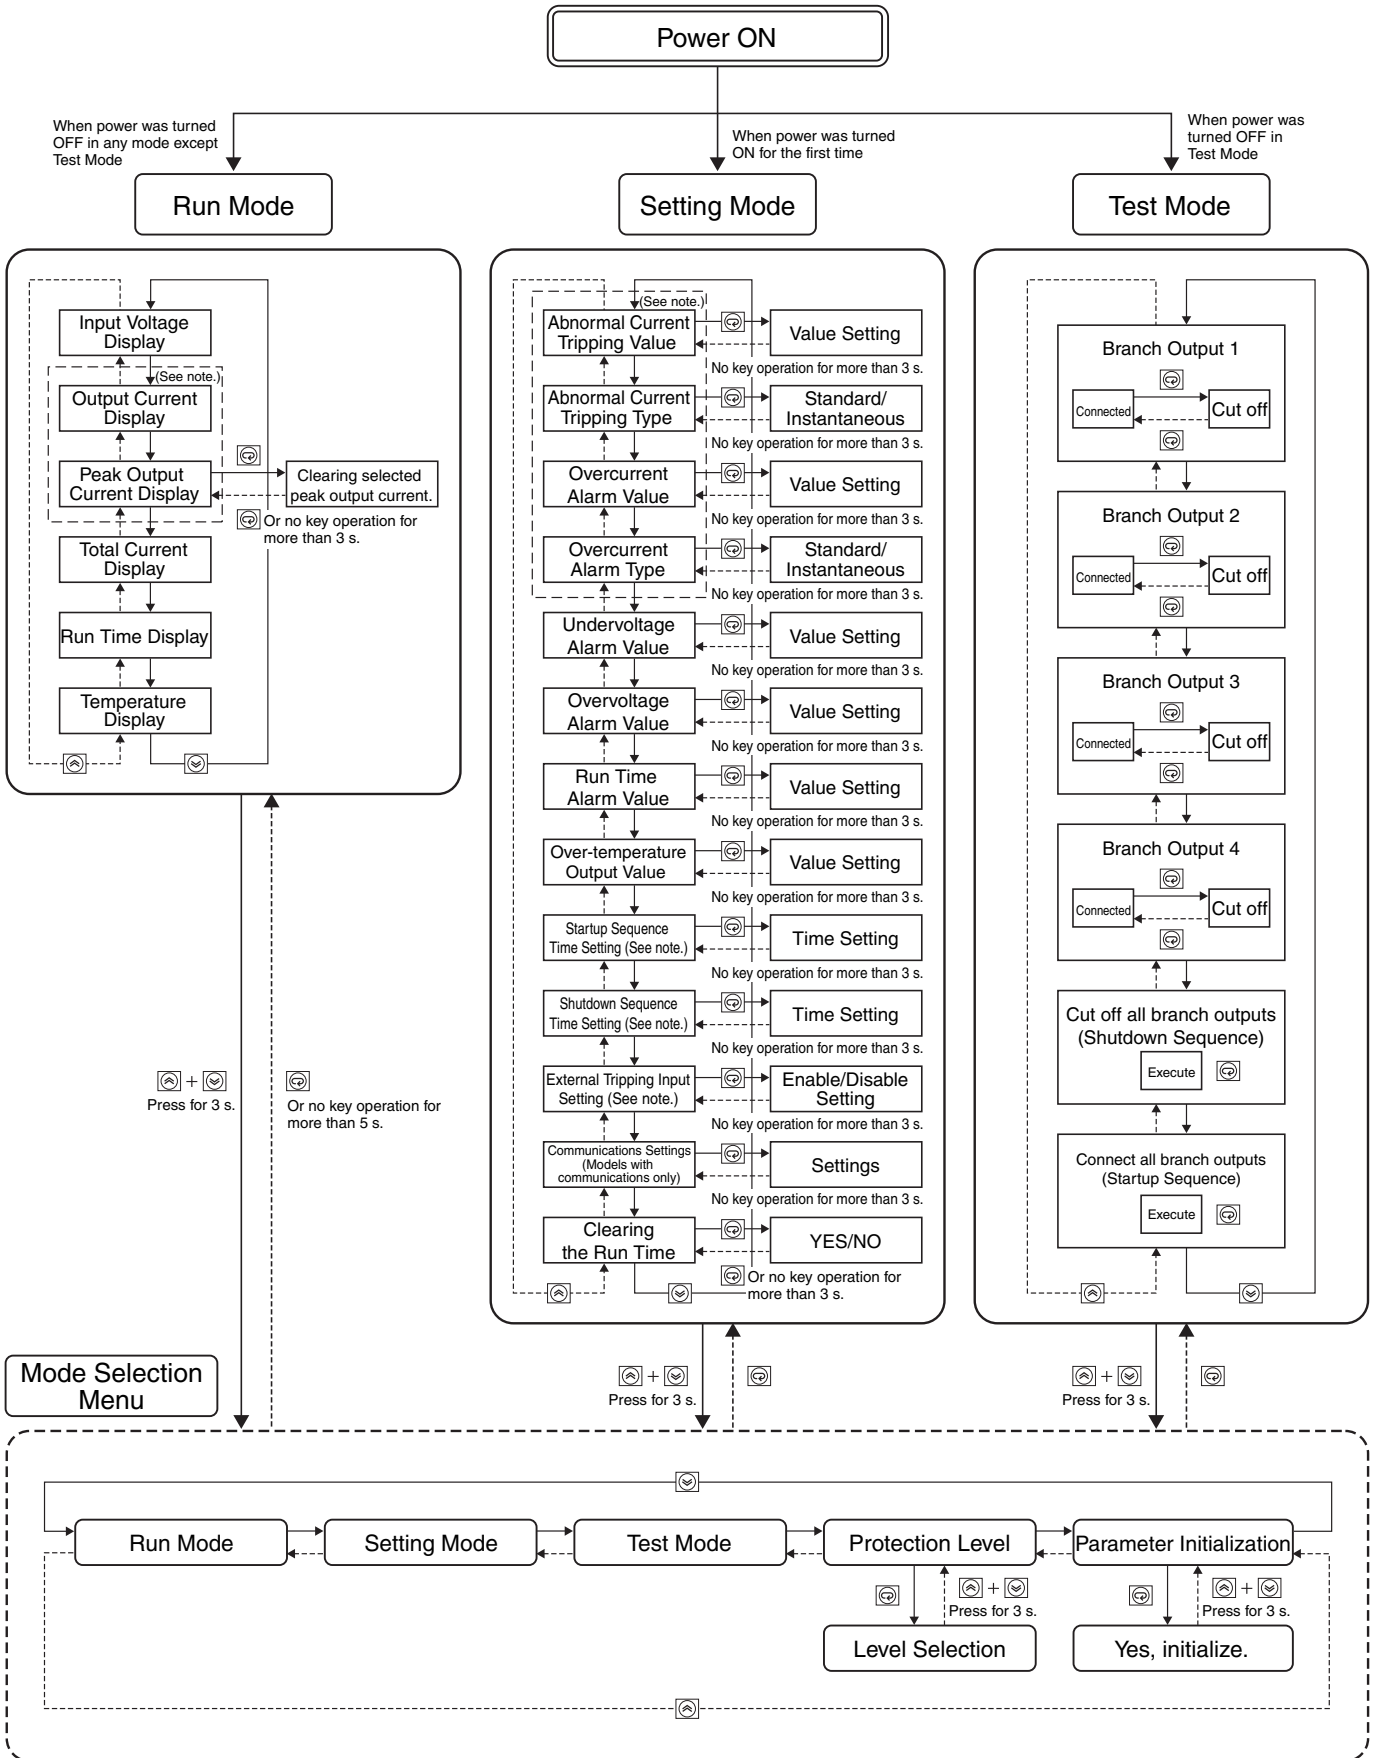 Power ON
When power was turned
OFF in any mode except
Test Mode
When power was turned
ON for the first time
When power was
turned OFF in
Test Mode
Run Mode
Setting Mode
Test Mode
Input Voltage
Display
(See note.)
Output Current
Display
Peak Output
Current Display
Clearing selected
peak output current.
Or no key operation for
more than 3 s.
Total Current
Display
Run Time Display
Temperature
Display
(See note.)
Abnormal Current
Tripping Value
Value Setting
No key operation for more than 3 s.
Abnormal Current
Tripping Type
Standard/
Instantaneous
No key operation for more than 3 s.
Overcurrent
Alarm Value
Value Setting
No key operation for more than 3 s.
Overcurrent
Alarm Type
Standard/
Instantaneous
No key operation for more than 3 s.
Undervoltage
Alarm Value
Value Setting
No key operation for more than 3 s.
Overvoltage
Alarm Value
Value Setting
No key operation for more than 3 s.
Run Time
Alarm Value
Value Setting
No key operation for more than 3 s.
Over-temperature
Output Value
Value Setting
No key operation for more than 3 s.
Startup Sequence
Time Setting (See note.)
Time Setting
No key operation for more than 3 s.
Shutdown Sequence
Time Setting (See note.)
Time Setting
No key operation for more than 3 s.
External Tripping Input
Setting (See note.)
Enable/Disable
Setting
No key operation for more than 3 s.
Communications Settings
(Models with
communications only)
Settings
No key operation for more than 3 s.
Clearing
the Run Time
YES/NO
Or no key operation for
more than 3 s.
Branch Output 1
Connected
Cut off
Branch Output 2
Connected
Cut off
Branch Output 3
Connected
Cut off
Branch Output 4
Connected
Cut off
Cut off all branch outputs
(Shutdown Sequence)
Execute
Connect all branch outputs
(Startup Sequence)
Execute
+
Press for 3 s.
Or no key operation for
more than 5 s.
+
Press for 3 s.
+
Press for 3 s.
Mode Selection
Menu
Run Mode
Setting Mode
Test Mode
Protection Level
Parameter Initialization
+
Press for 3 s.
+
Press for 3 s.
Level Selection
Yes, initialize.